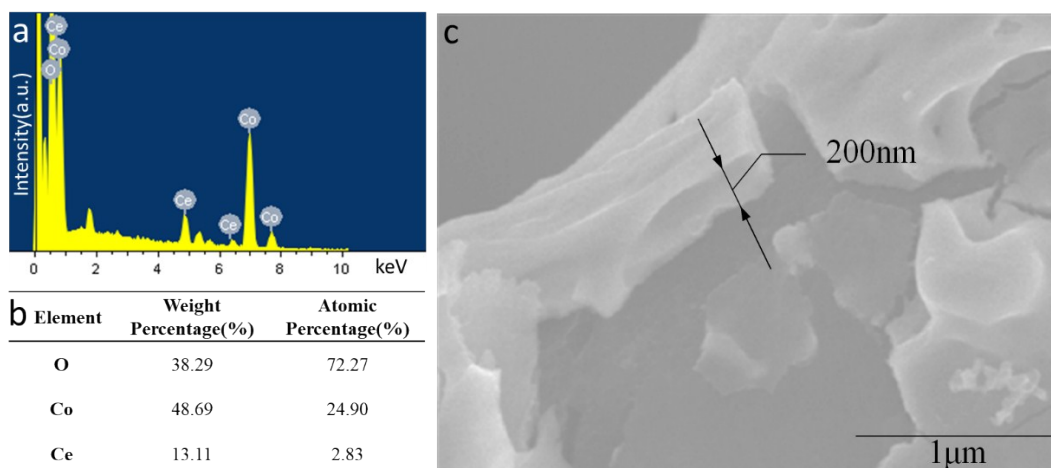 a
Intensity(a.u.)
Ce
Co
O
Ce
Ce
Co
Co
0 2 4 6 8 10 keV
b Element Weight Percentage(%) Atomic Percentage(%)
O 38.29 72.27
Co 48.69 24.90
Ce 13.11 2.83
c
200nm
1μm